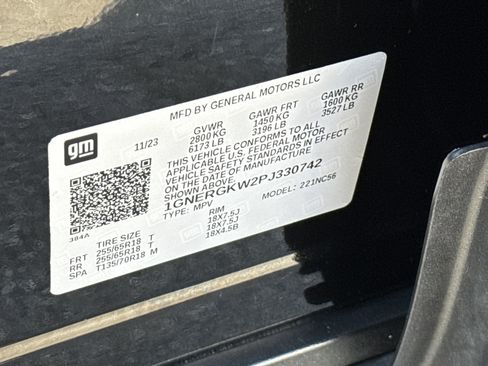 MFD BY GENERAL MOTORS LLC
gm
11/23
GVWR GAWR FRT GAWR RR
2800 KG 1450 KG 1600 KG
6173 LB 3196 LB 3527 LB
THIS VEHICLE CONFORMS TO ALL
APPLICABLE U.S. FEDERAL MOTOR
VEHICLE SAFETY STANDARDS IN EFFECT
ON THE DATE OF MANUFACTURE
SHOWN ABOVE.
1GNERGKW2PJ330742
TYPE: MPV MODEL: 221NC56
384A
TIRE SIZE RIM
FRT 255/65R18 T 18X7.5J
RR 255/65R18 T 18X7.5J
SPA T135/70R18 M 18X4.5B